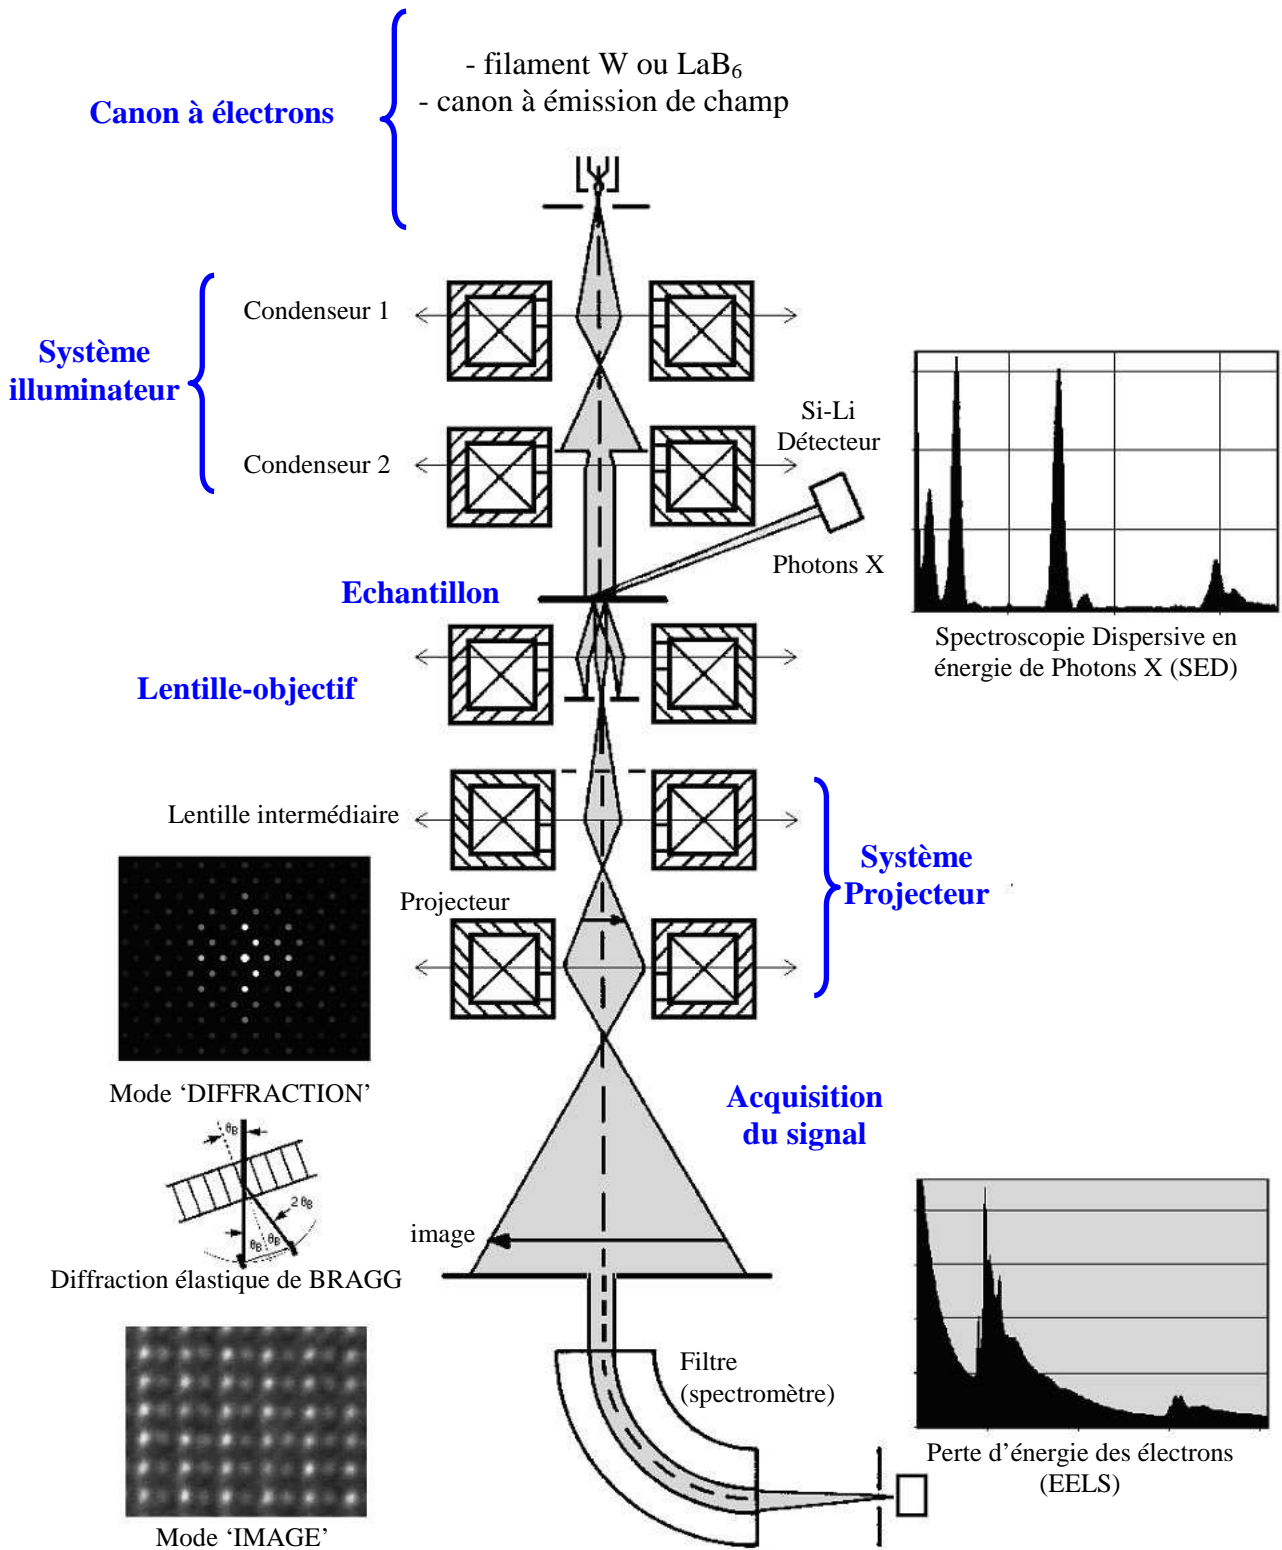 - filament W ou LaB₆
- canon à émission de champ
Canon à électrons
Condenseur 1
Système
illuminateur
Condenseur 2
Si-Li
Détecteur
Photons X
Echantillon
Spectroscopie Dispersive en
énergie de Photons X (SED)
Lentille-objectif
Lentille intermédiaire
Système
Projecteur
Projecteur
Mode ‘DIFFRACTION’
Acquisition
du signal
θB
2θB
θB
θB
image
Diffraction élastique de BRAGG
Filtre
(spectromètre)
Perte d’énergie des électrons
(EELS)
Mode ‘IMAGE’